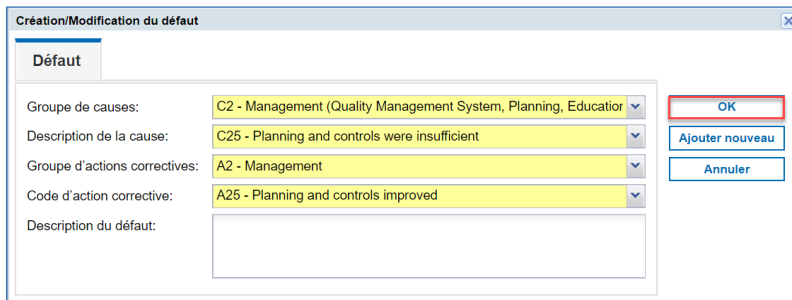 Création/Modification du défaut
Défaut
Groupe de causes: C2 - Management (Quality Management System, Planning, Education OK
Description de la cause: C25 - Planning and controls were insufficient Ajouter nouveau
Groupe d'actions correctives: A2 - Management Annuler
Code d'action corrective: A25 - Planning and controls improved
Description du défaut: